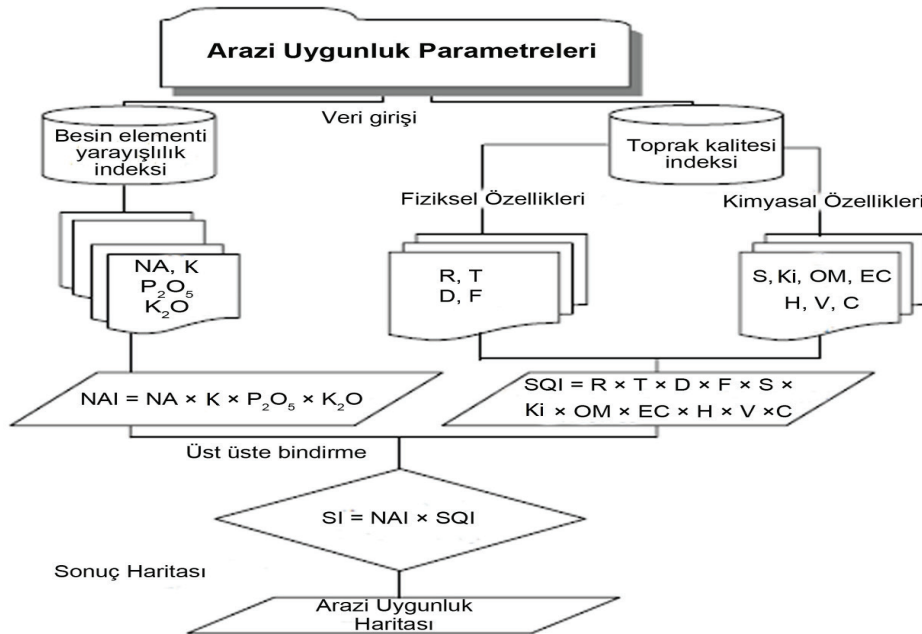 Arazi Uygunluk Parametreleri
Veri girişi
Besin elementi
yarayışlılık
indeksi
Toprak kalitesi
indeksi
Fiziksel Özellikleri
Kimyasal Özellikleri
NA, K
P₂O₅
K₂O
R, T
D, F
S, Ki, OM, EC
H, V, C
NAI = NA × K × P₂O₅ × K₂O
SQI = R × T × D × F × S ×
Ki × OM × EC × H × V × C
Üst üste bindirme
SI = NAI × SQI
Sonuç Haritası
Arazi Uygunluk
Haritası